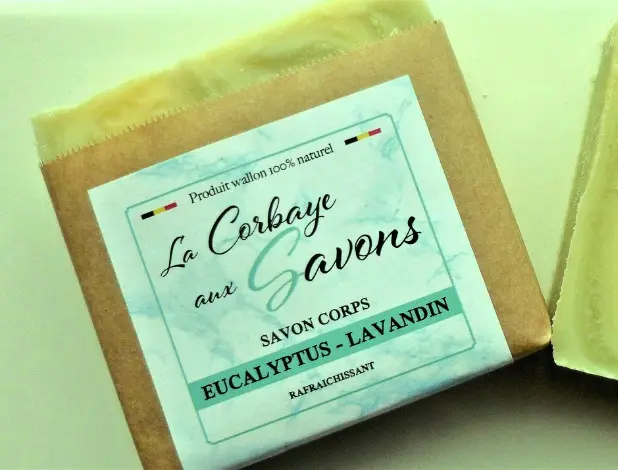 Produit wallon 100% naturel
La Corbaye
aux Savons
SAVON CORPS
EUCALYPTUS - LAVANDIN
RAFRAICHISSANT